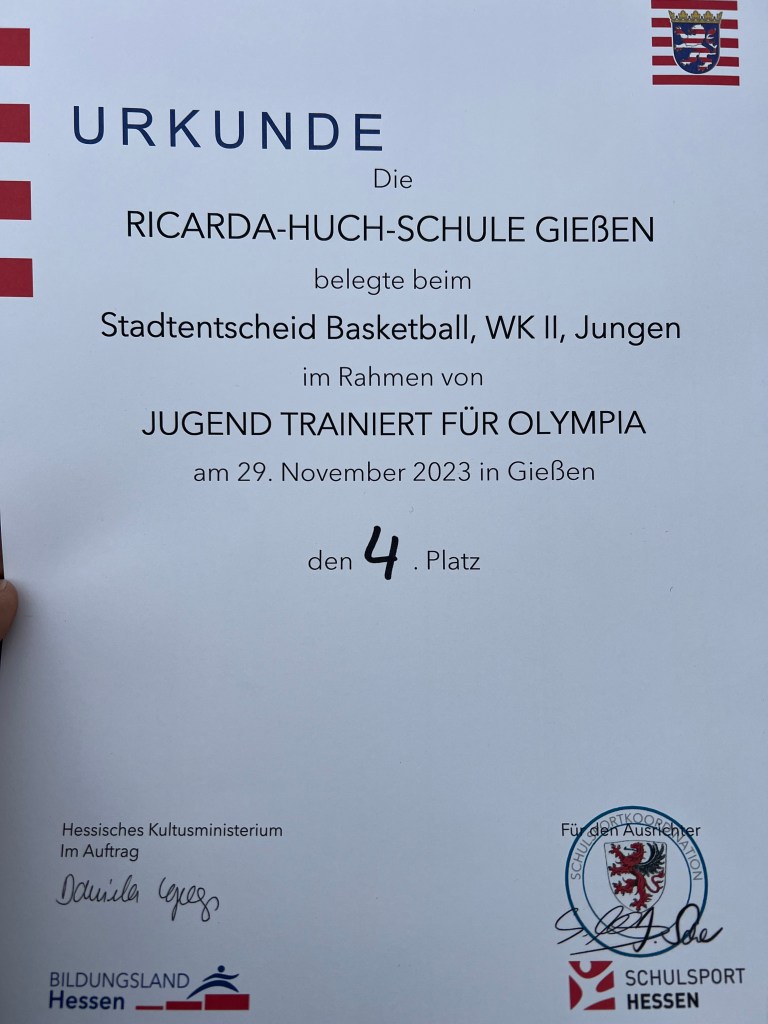 URKUNDE
Die
RICARDA-HUCH-SCHULE GIEßEN
belegte beim
Stadtentscheid Basketball, WK II, Jungen
im Rahmen von
JUGEND TRAINIERT FÜR OLYMPIA
am 29. November 2023 in Gießen
den 4 . Platz
Hessisches Kultusministerium
Im Auftrag
Daniela
Für den Ausrichter
SCHULSPORTKOORDINATION
BILDUNGSLAND
Hessen
SCHULSPORT
HESSEN